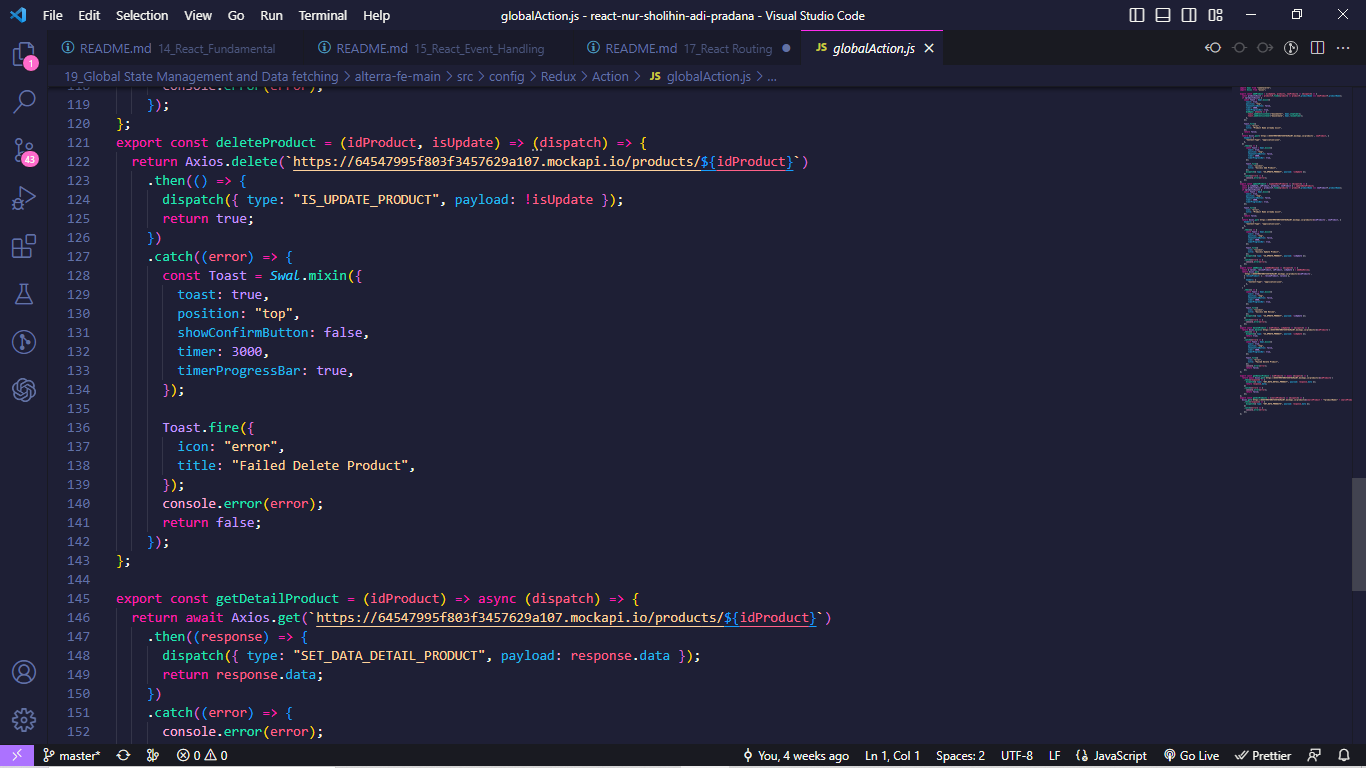 File Edit Selection View Go Run Terminal Help globalAction.js - react-nur-sholihin-adi-pradana - Visual Studio Code
README.md 14_React_Fundamental README.md 15_React_Event_Handling README.md 17_React Routing JS globalAction.js
19_Global State Management and Data fetching > alterra-fe-main > src > config > Redux > Action > JS globalAction.js > ...
118 console.error(error);
119 });
120 };
121 export const deleteProduct = (idProduct, isUpdate) => (dispatch) => {
122 return Axios.delete(`https://64547995f803f3457629a107.mockapi.io/products/${idProduct}`)
123 .then(() => {
124 dispatch({ type: "IS_UPDATE_PRODUCT", payload: !isUpdate });
125 return true;
126 })
127 .catch((error) => {
128 const Toast = Swal.mixin({
129 toast: true,
130 position: "top",
131 showConfirmButton: false,
132 timer: 3000,
133 timerProgressBar: true,
134 });
135
136 Toast.fire({
137 icon: "error",
138 title: "Failed Delete Product",
139 });
140 console.error(error);
141 return false;
142 });
143 };
144
145 export const getDetailProduct = (idProduct) => async (dispatch) => {
146 return await Axios.get(`https://64547995f803f3457629a107.mockapi.io/products/${idProduct}`)
147 .then((response) => {
148 dispatch({ type: "SET_DATA_DETAIL_PRODUCT", payload: response.data });
149 return response.data;
150 })
151 .catch((error) => {
152 console.error(error);
1
43
master* 0 0 You, 4 weeks ago Ln 1, Col 1 Spaces: 2 UTF-8 LF JavaScript Go Live Prettier